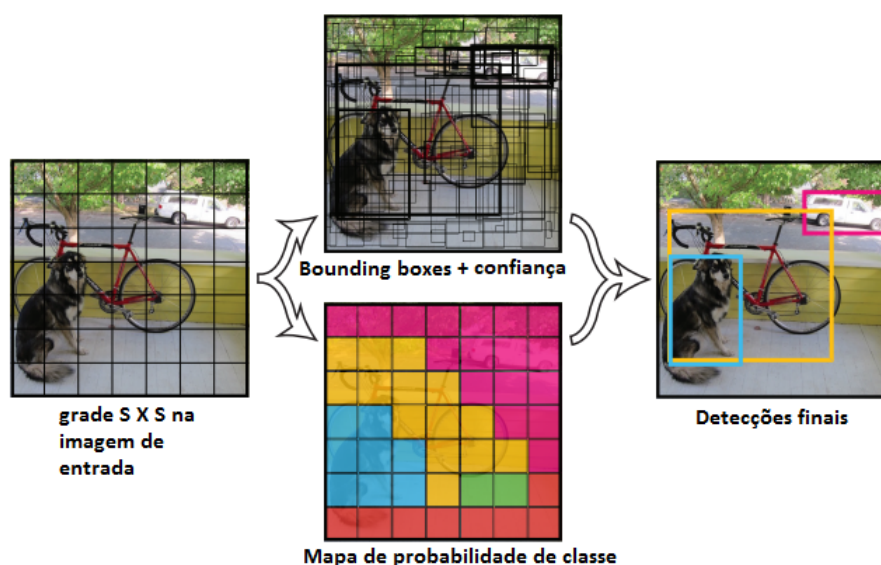 Bounding boxes + confiança
grade S X S na
imagem de
entrada
Detecções finais
Mapa de probabilidade de classe